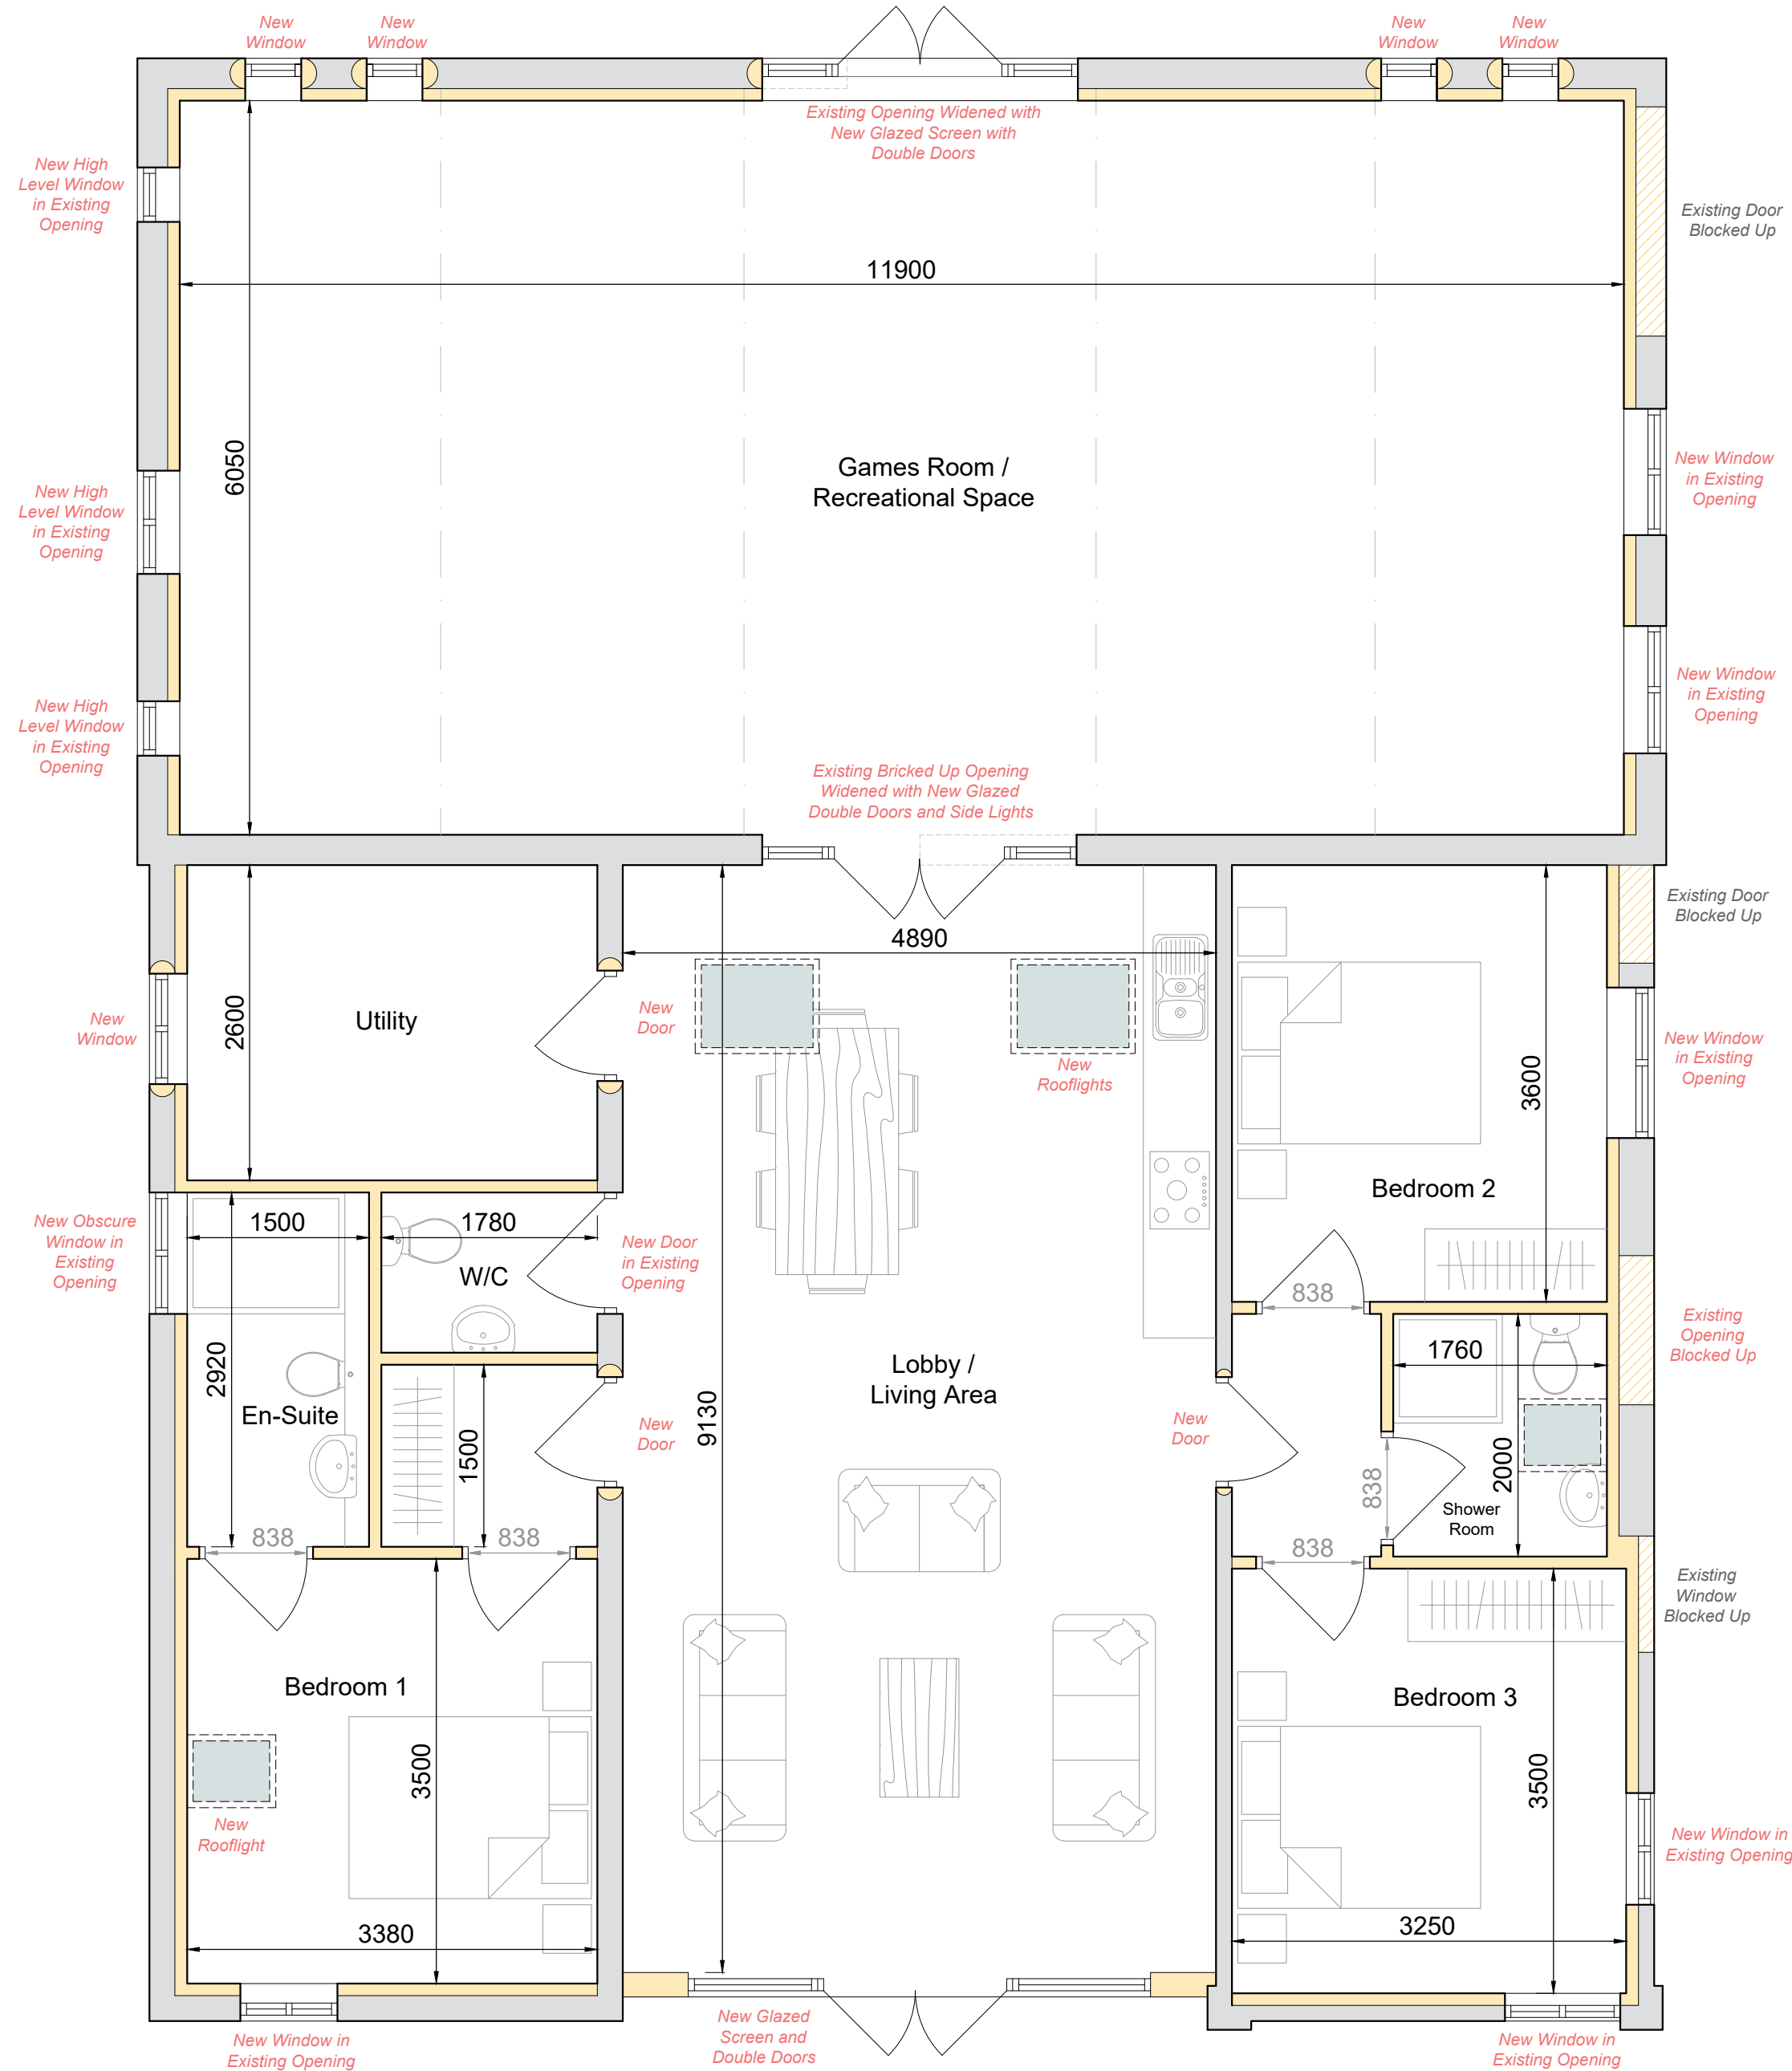 New
Window
New
Window
New
Window
New
Window
Existing Opening Widened with
New Glazed Screen with
Double Doors
New High
Level Window
in Existing
Opening
Existing Door
Blocked Up
11900
6050
Games Room /
Recreational Space
New High
Level Window
in Existing
Opening
New Window
in Existing
Opening
New High
Level Window
in Existing
Opening
New Window
in Existing
Opening
Existing Bricked Up Opening
Widened with New Glazed
Double Doors and Side Lights
Existing Door
Blocked Up
4890
2600
Utility
New
Window
New
Door
New
Rooflights
3600
New Window
in Existing
Opening
Bedroom 2
New Obscure
Window in
Existing
Opening
1500
1780
W/C
New Door
in Existing
Opening
838
Existing
Opening
Blocked Up
2920
En-Suite
1500
New
Door
9130
Lobby /
Living Area
New
Door
1760
2000
838
Shower
Room
838
838
838
Existing
Window
Blocked Up
Bedroom 1
Bedroom 3
3500
3500
New
Rooflight
New Window in
Existing Opening
3380
3250
New Window in
Existing Opening
New Glazed
Screen and
Double Doors
New Window in
Existing Opening